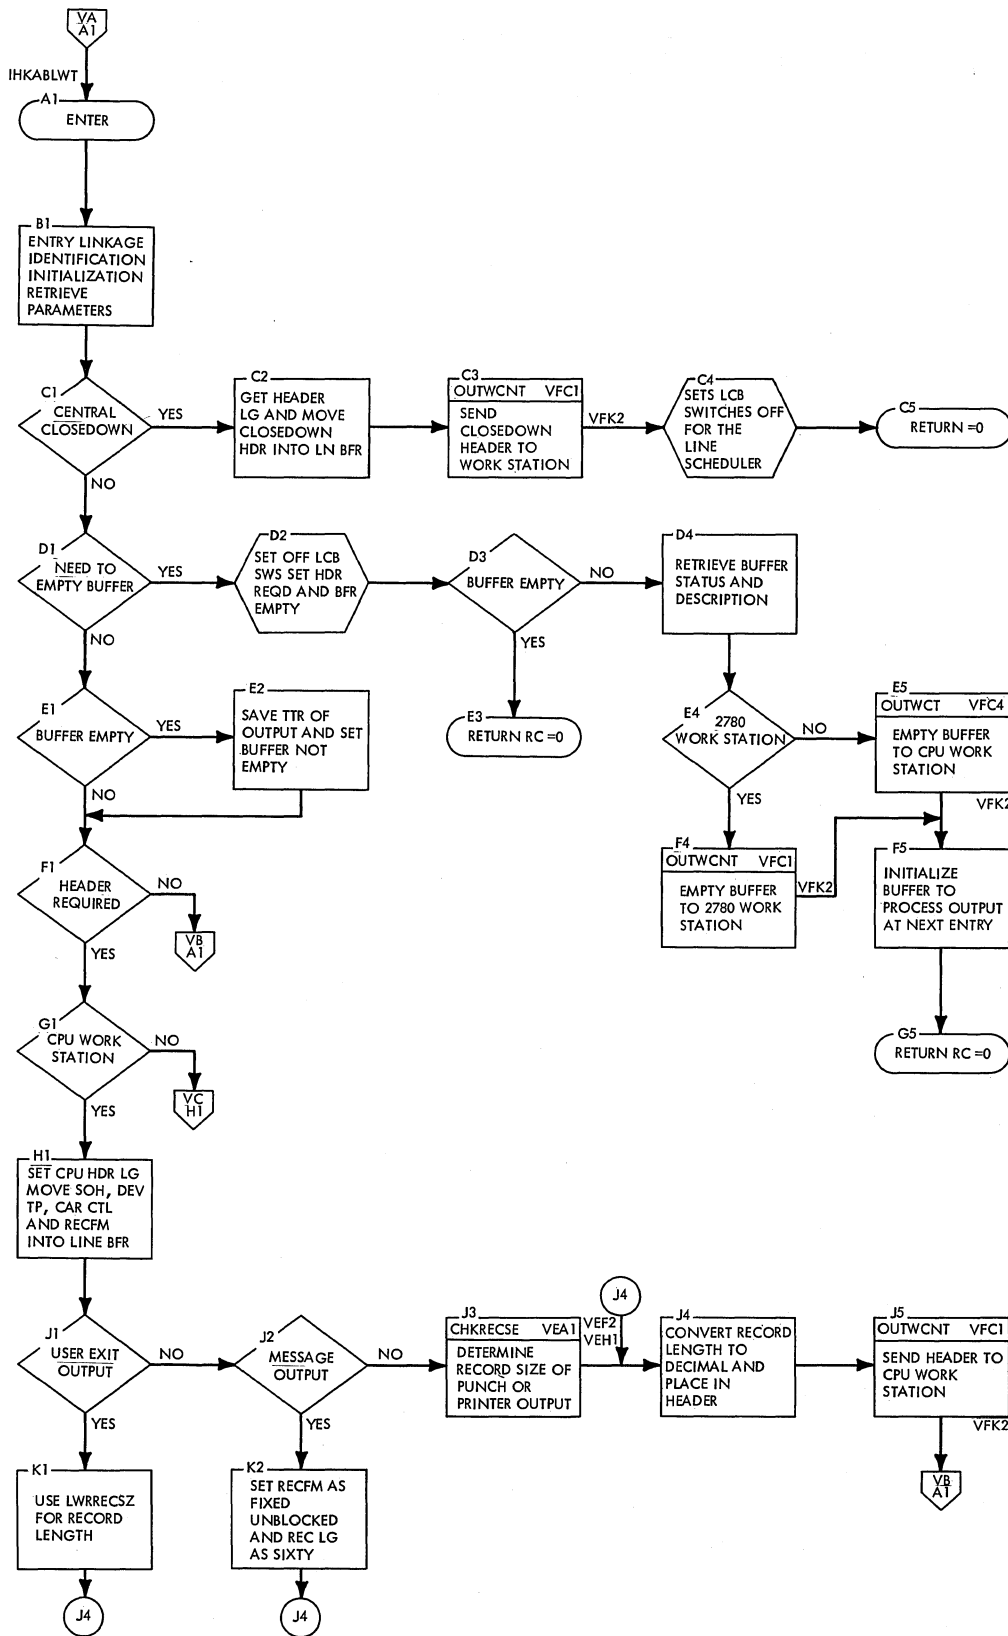 VA
A1
IHKABLWT
A1
ENTER
B1
ENTRY LINKAGE
IDENTIFICATION
INITIALIZATION
RETRIEVE
PARAMETERS
C1
CENTRAL
CLOSEDOWN
YES
NO
C2
GET HEADER
LG AND MOVE
CLOSEDOWN
HDR INTO LN BFR
C3
OUTWCNT VFC1
SEND
CLOSEDOWN
HEADER TO
WORK STATION
VFK2
C4
SETS LCB
SWITCHES OFF
FOR THE
LINE
SCHEDULER
C5
RETURN =0
D1
NEED TO
EMPTY BUFFER
YES
NO
D2
SET OFF LCB
SWS SET HDR
REQD AND BFR
EMPTY
D3
BUFFER EMPTY
NO
YES
D4
RETRIEVE BUFFER
STATUS AND
DESCRIPTION
E1
BUFFER EMPTY
YES
NO
E2
SAVE TTR OF
OUTPUT AND SET
BUFFER NOT
EMPTY
E3
RETURN RC =0
E4
2780
WORK STATION
NO
YES
E5
OUTWCT VFC4
EMPTY BUFFER
TO CPU WORK
STATION
VFK2
F1
HEADER
REQUIRED
NO
YES
VB
A1
F4
OUTWCNT VFC1
EMPTY BUFFER
TO 2780 WORK
STATION
VFK2
F5
INITIALIZE
BUFFER TO
PROCESS OUTPUT
AT NEXT ENTRY
G1
CPU WORK
STATION
NO
YES
VC
H1
G5
RETURN RC =0
H1
SET CPU HDR LG
MOVE SOH, DEV
TP, CAR CTL
AND RECFM
INTO LINE BFR
J1
USER EXIT
OUTPUT
NO
YES
J2
MESSAGE
OUTPUT
NO
YES
J3
CHKRECSE VEA1
DETERMINE
RECORD SIZE OF
PUNCH OR
PRINTER OUTPUT
VEF2
VEH1
J4
J4
CONVERT RECORD
LENGTH TO
DECIMAL AND
PLACE IN
HEADER
J5
OUTWCNT VFC1
SEND HEADER TO
CPU WORK
STATION
VFK2
VB
A1
K1
USE LWRRECSZ
FOR RECORD
LENGTH
J4
K2
SET RECFM AS
FIXED
UNBLOCKED
AND REC LG
AS SIXTY
J4